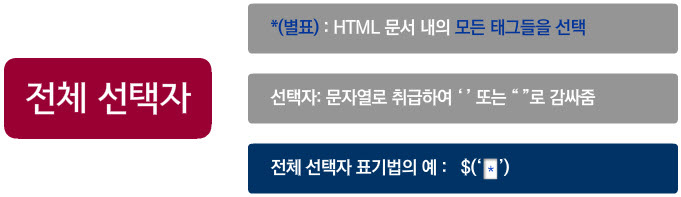 *(별표) : HTML 문서 내의 모든 태그들을 선택
전체 선택자
선택자: 문자열로 취급하여 ‘ ’ 또는 “ ”로 감싸줌
전체 선택자 표기법의 예 : $(‘*’)